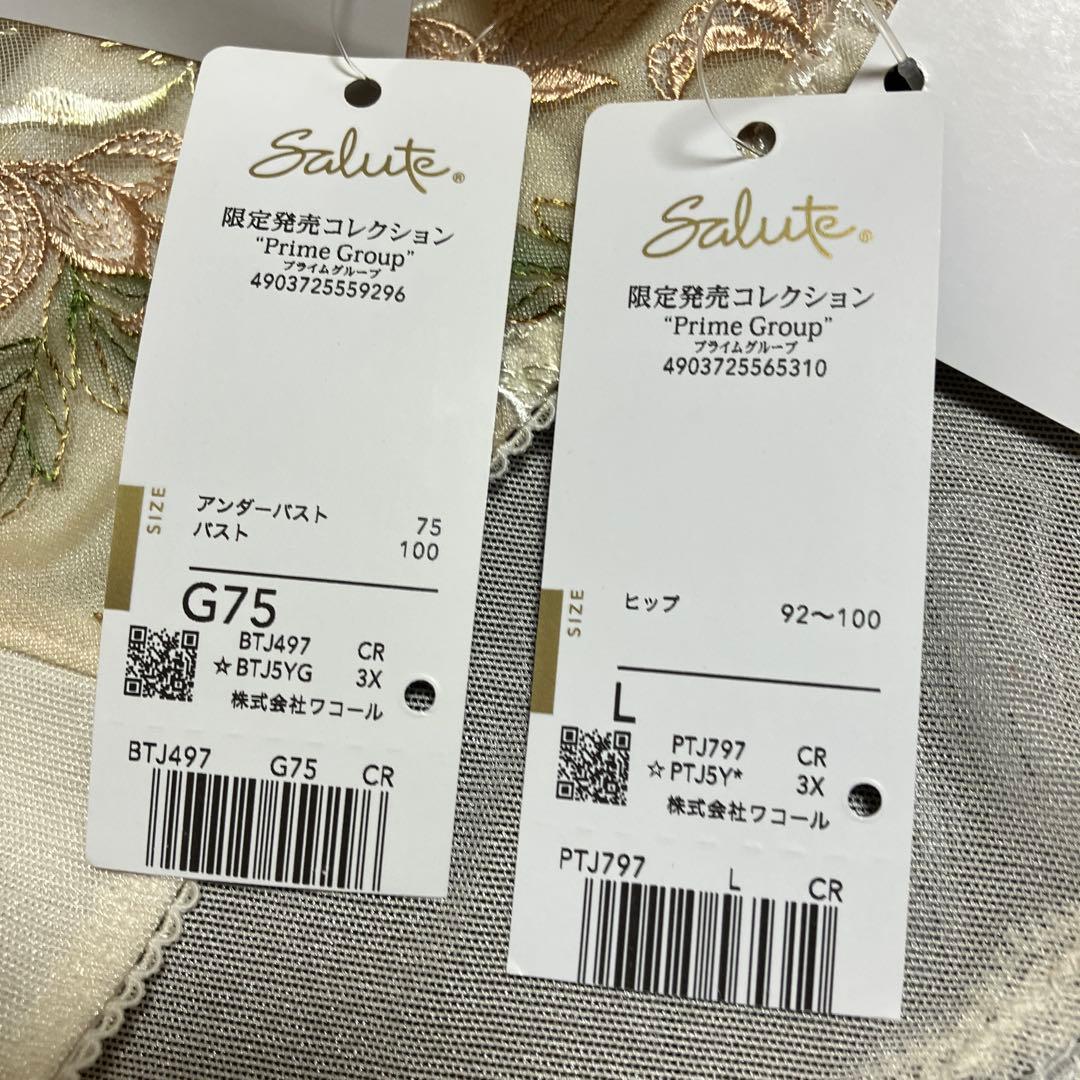 Salute®
限定発売コレクション
“Prime Group”
プライムグループ
4903725559296
SIZE
アンダーバスト 75
バスト 100
G75
BTJ497 CR
☆BTJ5YG 3X
株式会社ワコール
BTJ497 G75 CR
Salute®
限定発売コレクション
“Prime Group”
プライムグループ
4903725565310
SIZE
ヒップ 92〜100
L
PTJ797 CR
☆PTJ5Y* 3X
株式会社ワコール
PTJ797 L CR